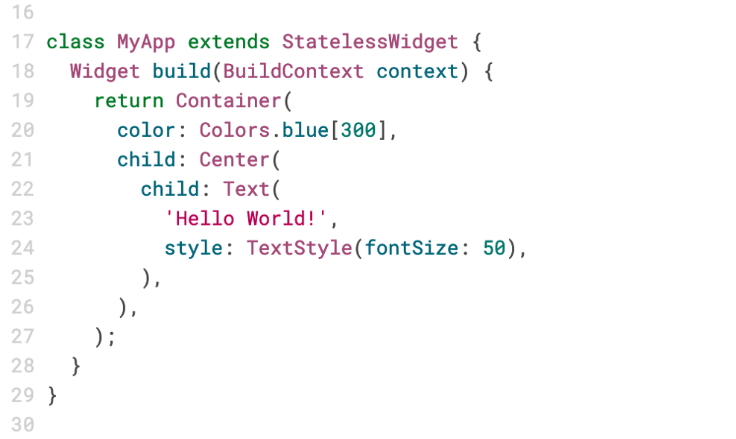 16
17 class MyApp extends StatelessWidget {
18   Widget build(BuildContext context) {
19     return Container(
20       color: Colors.blue[300],
21       child: Center(
22         child: Text(
23           'Hello World!',
24           style: TextStyle(fontSize: 50),
25         ),
26       ),
27     );
28   }
29 }
30